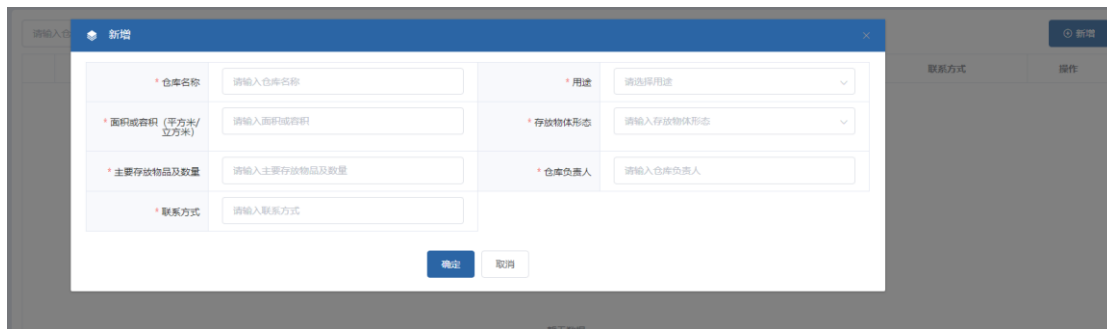 请输入仓
新增
新增
联系方式
操作
* 仓库名称 请输入仓库名称 * 用途 请选择用途
* 面积或容积（平方米/
立方米) 请输入面积或容积 * 存放物体形态 请输入存放物体形态
* 主要存放物品及数量 请输入主要存放物品及数量 * 仓库负责人 请输入仓库负责人
* 联系方式 请输入联系方式
确定 取消